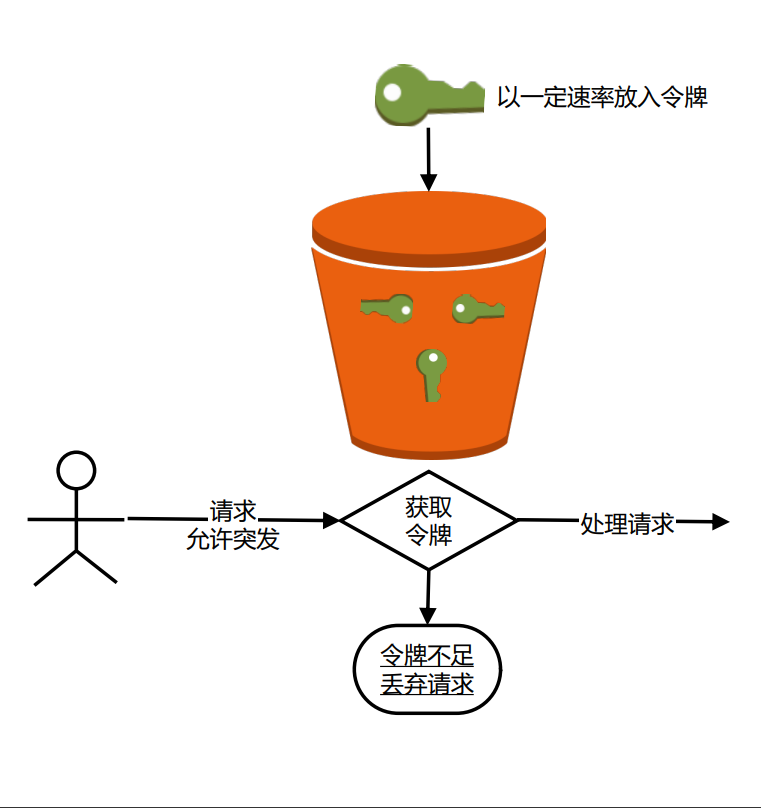 以一定速率放入令牌
请求
允许突发
获取
令牌
处理请求
令牌不足
丢弃请求